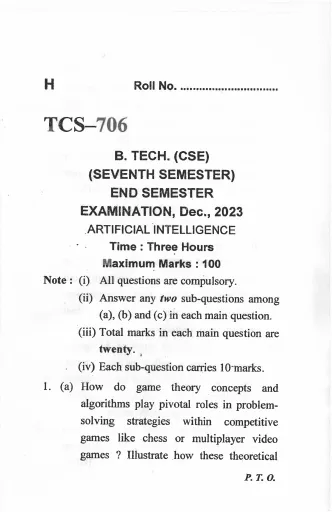 H Roll No. ................................
TCS–706
B. TECH. (CSE)
(SEVENTH SEMESTER)
END SEMESTER
EXAMINATION, Dec., 2023
ARTIFICIAL INTELLIGENCE
Time : Three Hours
Maximum Marks : 100
Note : (i) All questions are compulsory.
(ii) Answer any two sub-questions among
(a), (b) and (c) in each main question.
(iii) Total marks in each main question are
twenty.
(iv) Each sub-question carries 10 marks.
1. (a) How do game theory concepts and
algorithms play pivotal roles in problem-
solving strategies within competitive
games like chess or multiplayer video
games ? Illustrate how these theoretical
P. T. O.